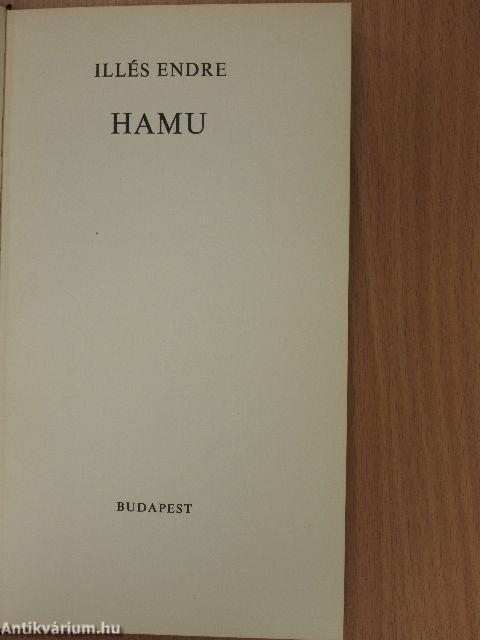 ILLÉS ENDRE
HAMU
BUDAPEST
Antikvárium.hu